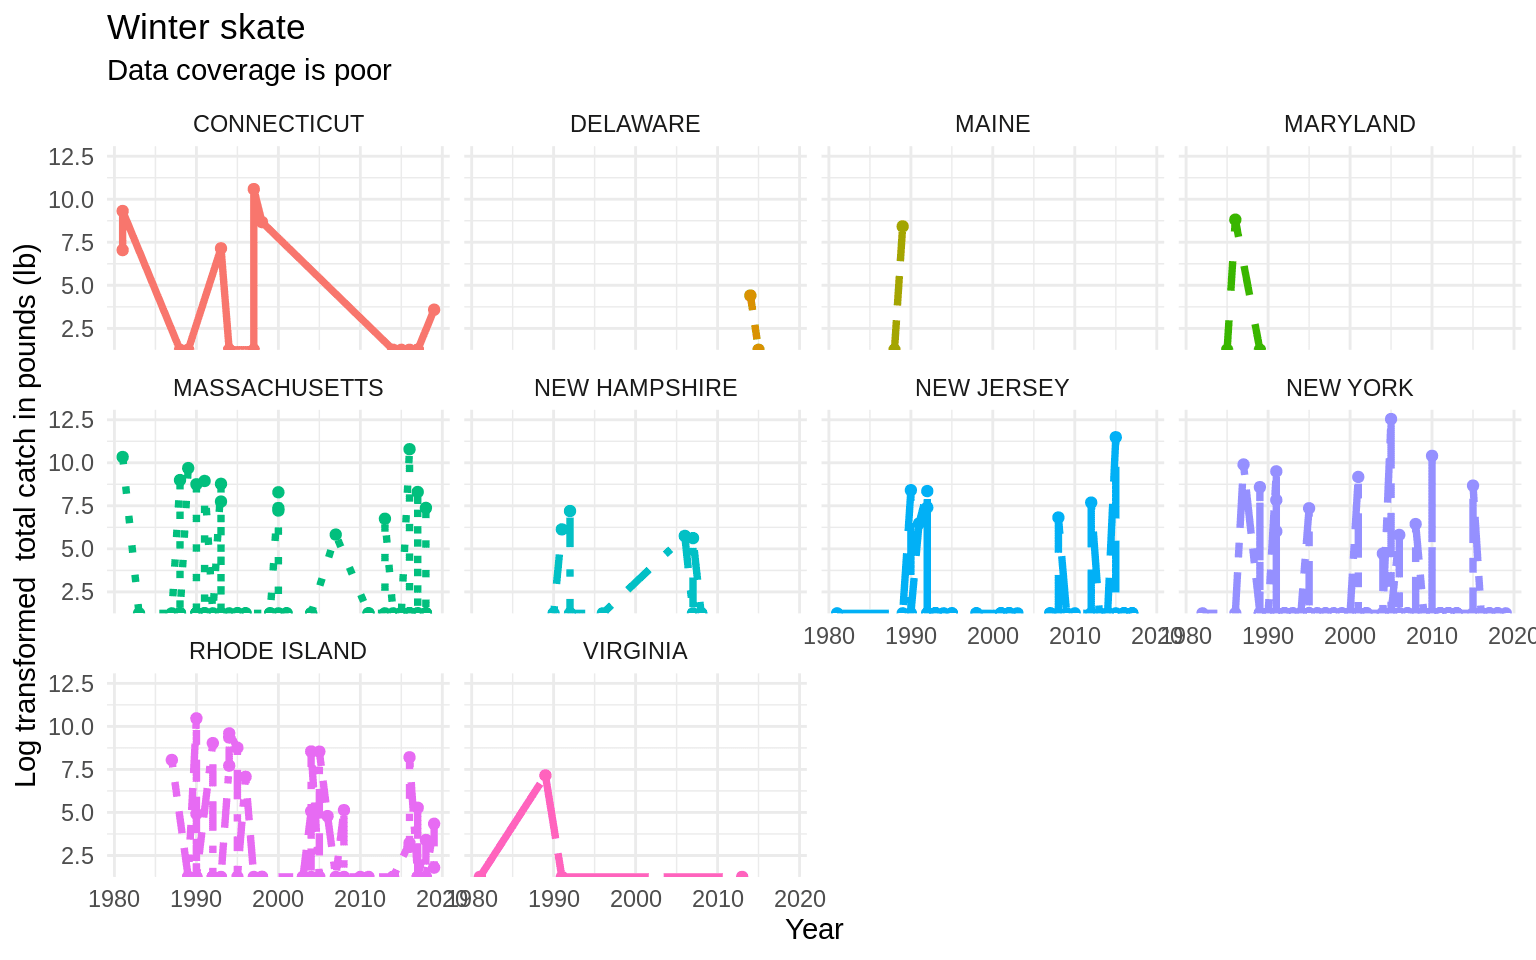 Winter skate
Data coverage is poor
CONNECTICUT
DELAWARE
MAINE
MARYLAND
12.5
10.0
7.5
5.0
2.5
MASSACHUSETTS
NEW HAMPSHIRE
NEW JERSEY
NEW YORK
12.5
10.0
7.5
5.0
2.5
1980 1990 2000 2010 2020
1980 1990 2000 2010 2020
RHODE ISLAND
VIRGINIA
12.5
10.0
7.5
5.0
2.5
1980 1990 2000 2010 2020
1980 1990 2000 2010 2020
Log transformed  total catch in pounds (lb)
Year